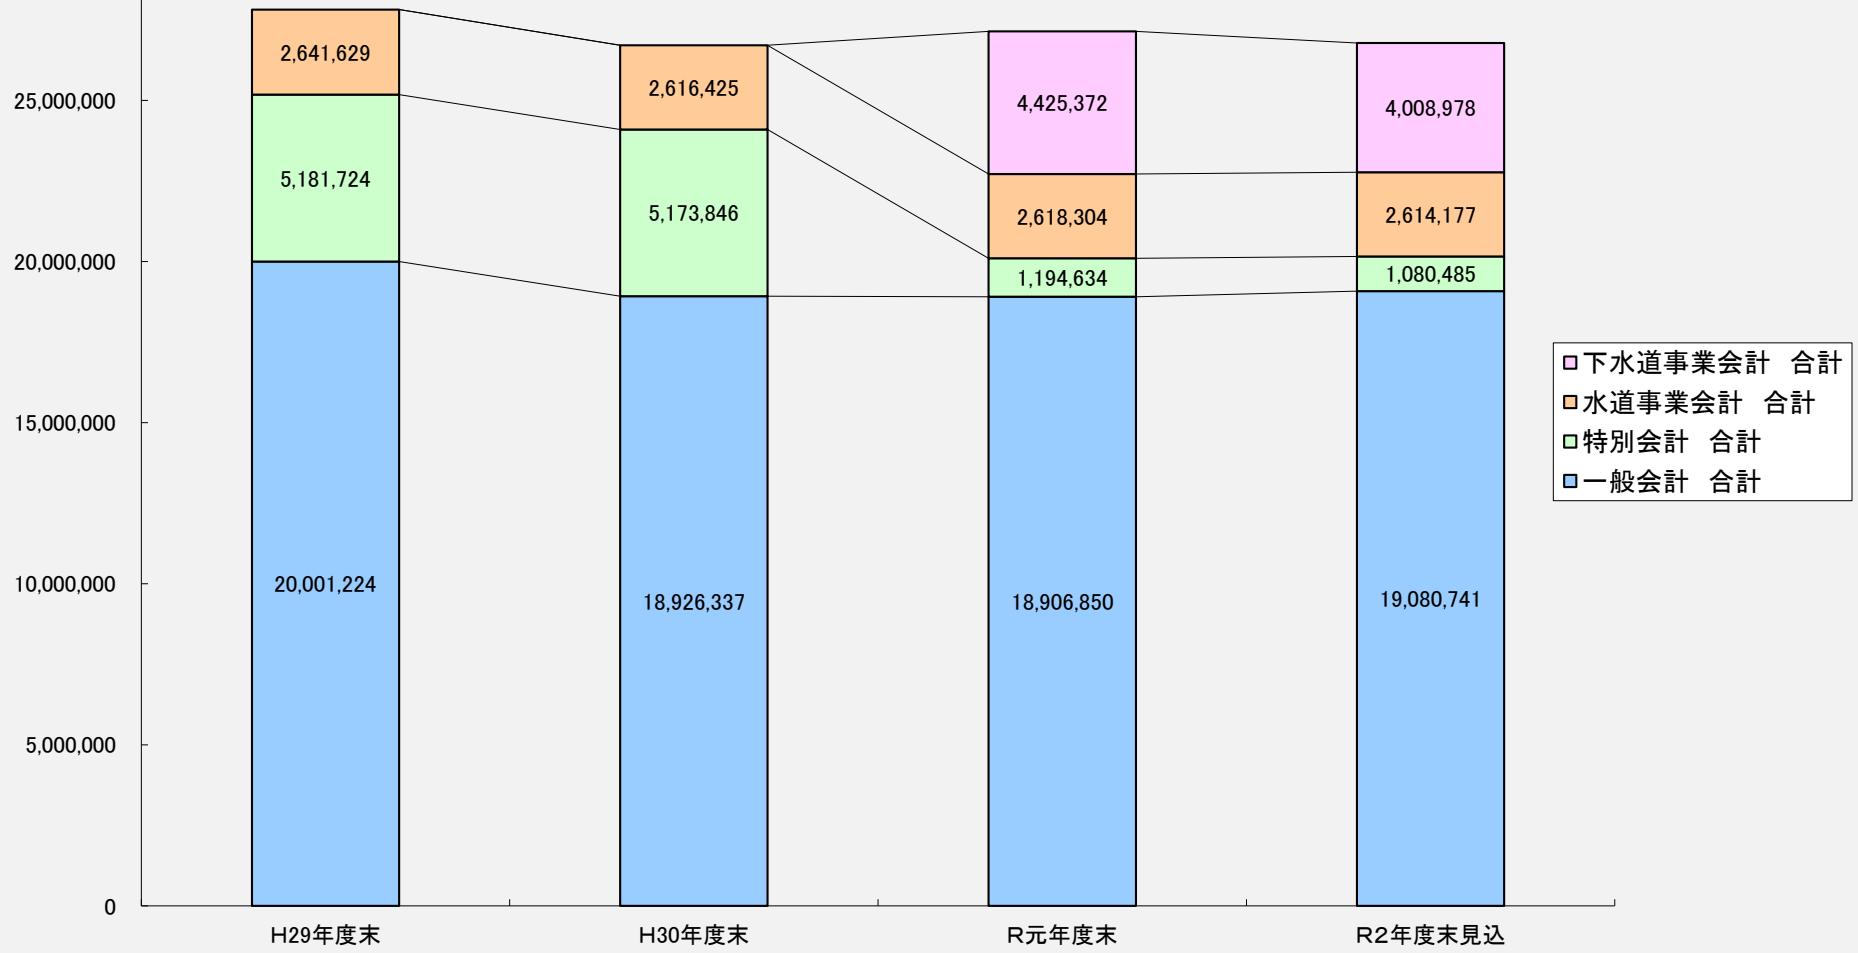 2,641,629
2,616,425
4,425,372
4,008,978
25,000,000
5,181,724
5,173,846
2,618,304
2,614,177
20,000,000
1,194,634
1,080,485
15,000,000
10,000,000
20,001,224
18,926,337
18,906,850
19,080,741
5,000,000
0
H29年度末
H30年度末
R元年度末
R2年度末見込
下水道事業会計 合計
水道事業会計 合計
特別会計 合計
一般会計 合計